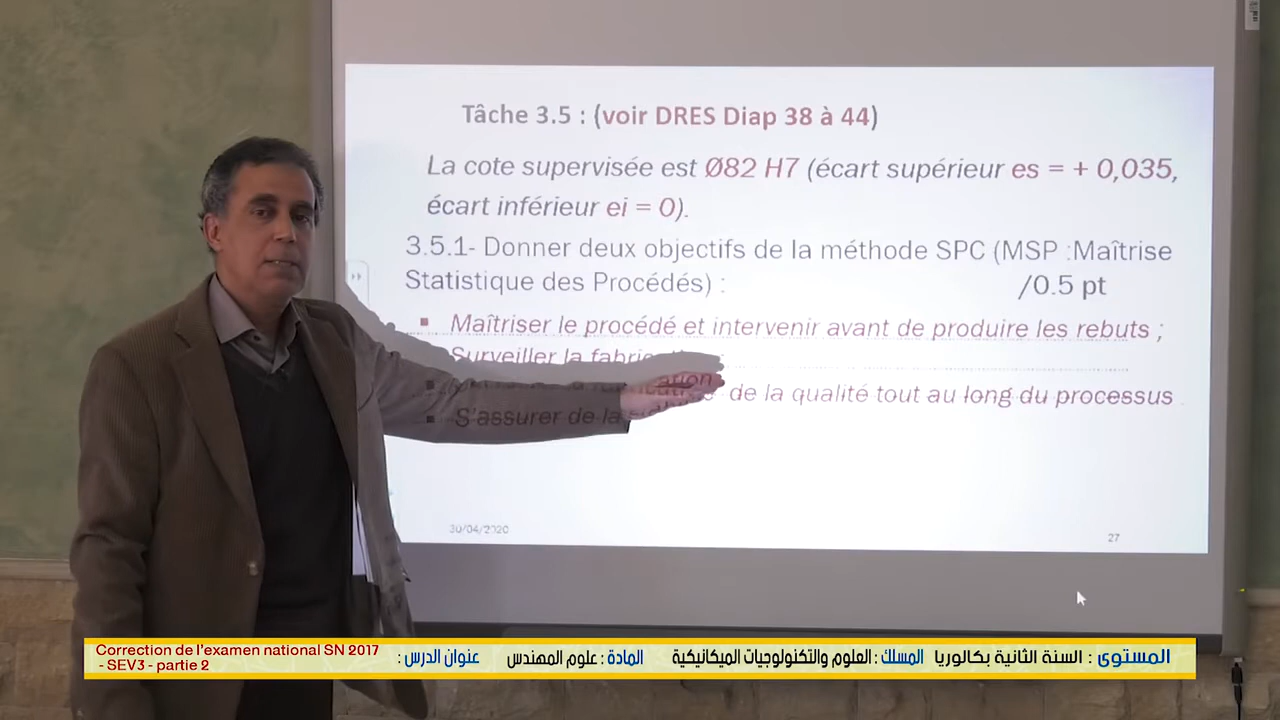 Tâche 3.5 : (voir DRES Diap 38 à 44)
La cote supervisée est Ø82 H7 (écart supérieur es = + 0,035,
écart inférieur ei = 0).
3.5.1- Donner deux objectifs de la méthode SPC (MSP :Maîtrise
Statistique des Procédés) :
/0.5 pt
▪ Maîtriser le procédé et intervenir avant de produire les rebuts ;
Surveiller la
▪ S'assurer de la de la qualité tout au long du processus
30/04/2020
27
Correction de l'examen national SN 2017
- SEV3 - partie 2
المستوى : السنة الثانية بكالوريا المسلك : العلوم والتكنولوجيات الميكانيكية المادة : علوم المهندس عنوان الدرس :